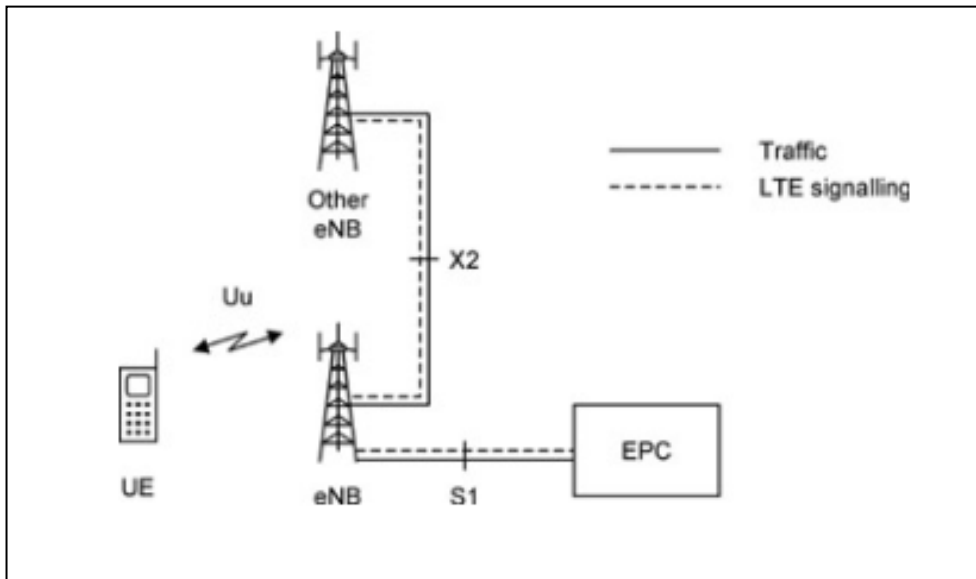 Traffic
LTE signalling
Other
eNB
X2
Uu
UE
eNB
S1
EPC